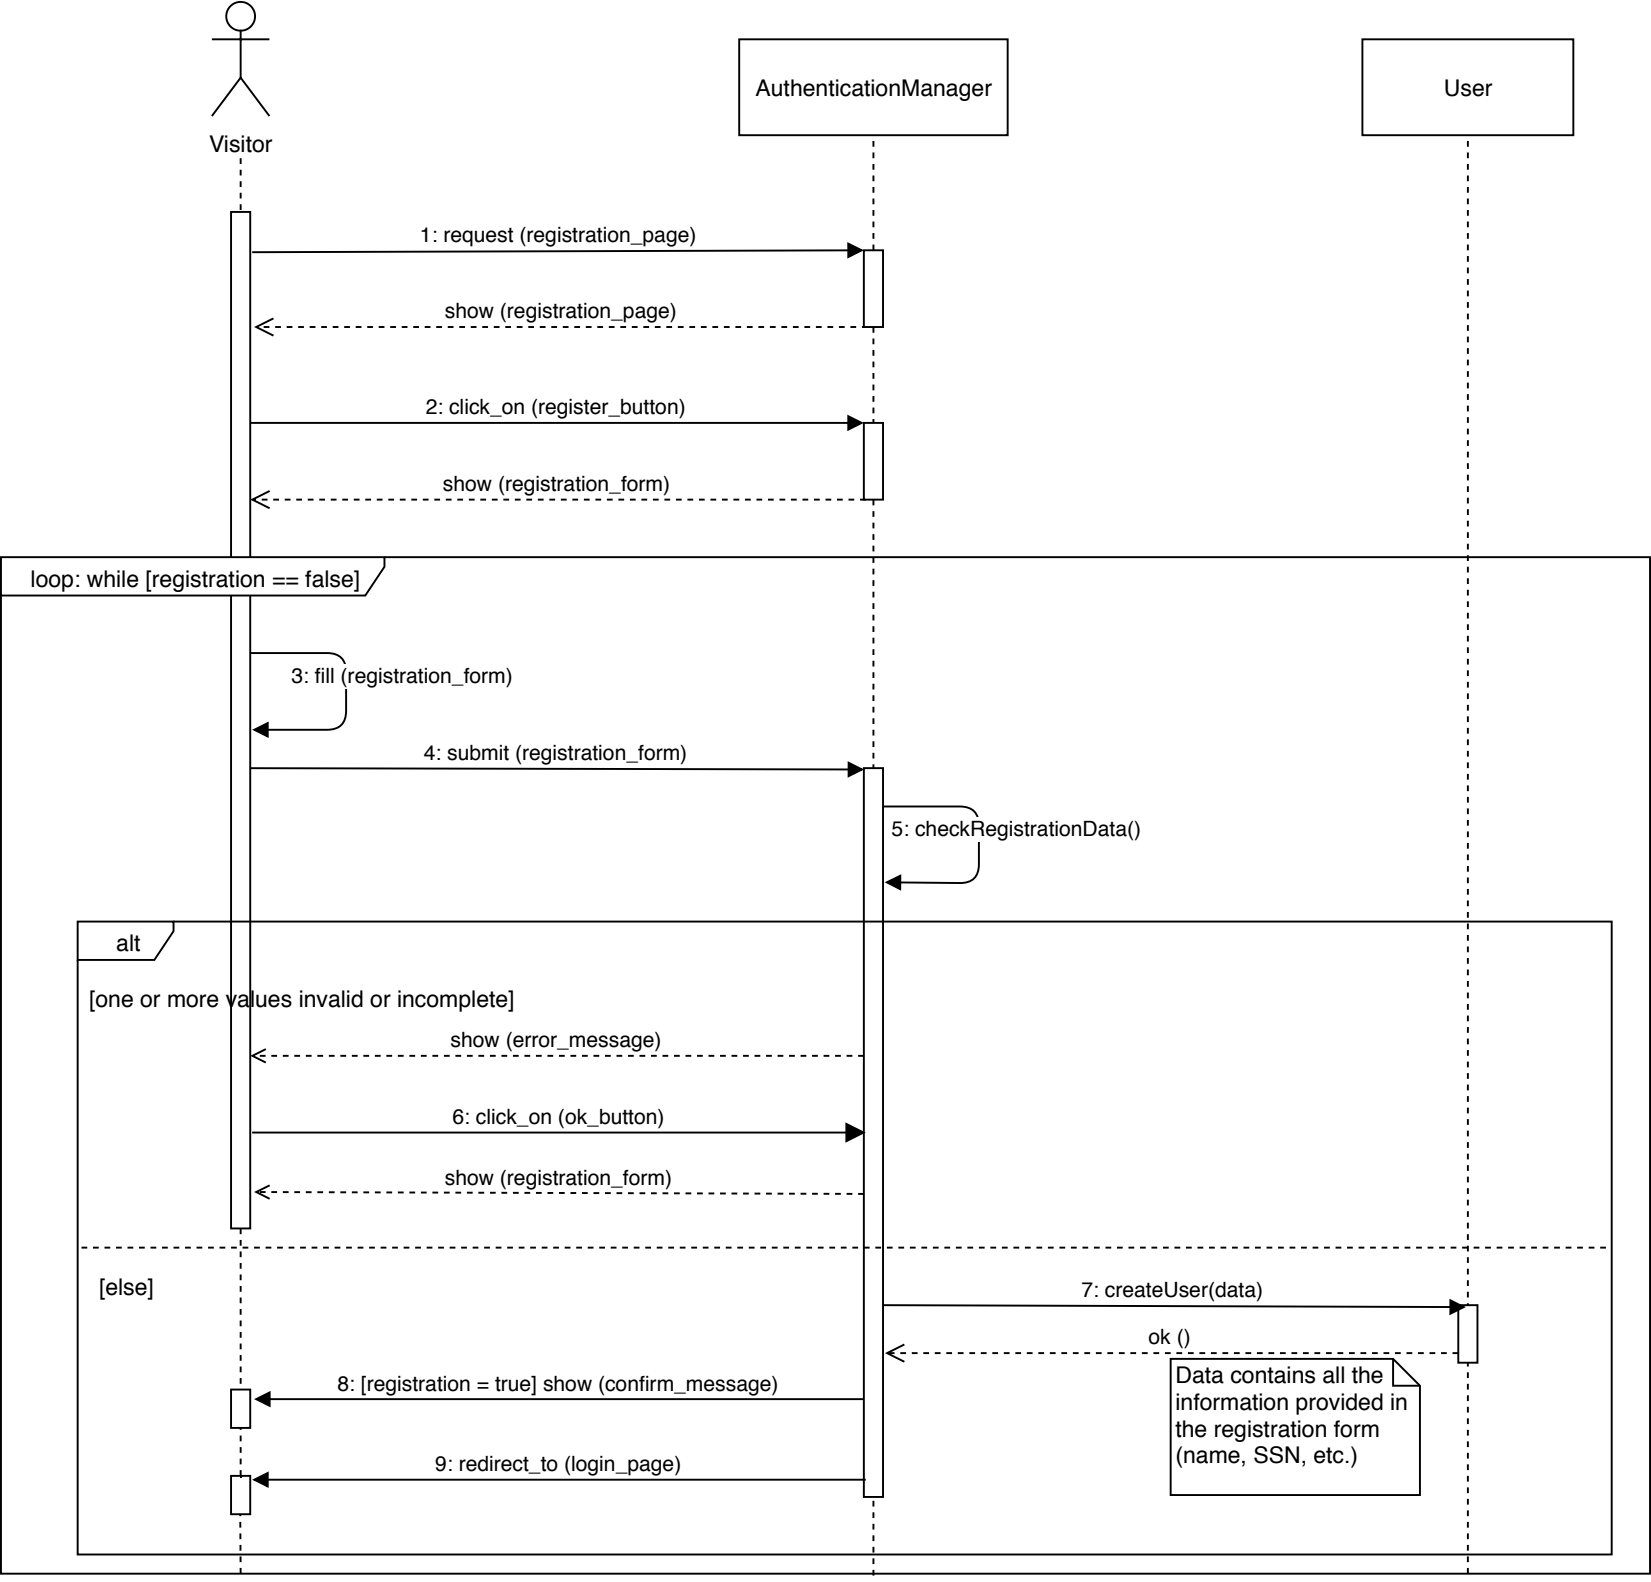 Visitor
AuthenticationManager
User
1: request (registration_page)
show (registration_page)
2: click_on (register_button)
show (registration_form)
loop: while [registration == false]
3: fill (registration_form)
4: submit (registration_form)
5: checkRegistrationData()
alt
[one or more values invalid or incomplete]
show (error_message)
6: click_on (ok_button)
show (registration_form)
[else]
7: createUser(data)
ok ()
8: [registration = true] show (confirm_message)
Data contains all the
information provided in
the registration form
(name, SSN, etc.)
9: redirect_to (login_page)